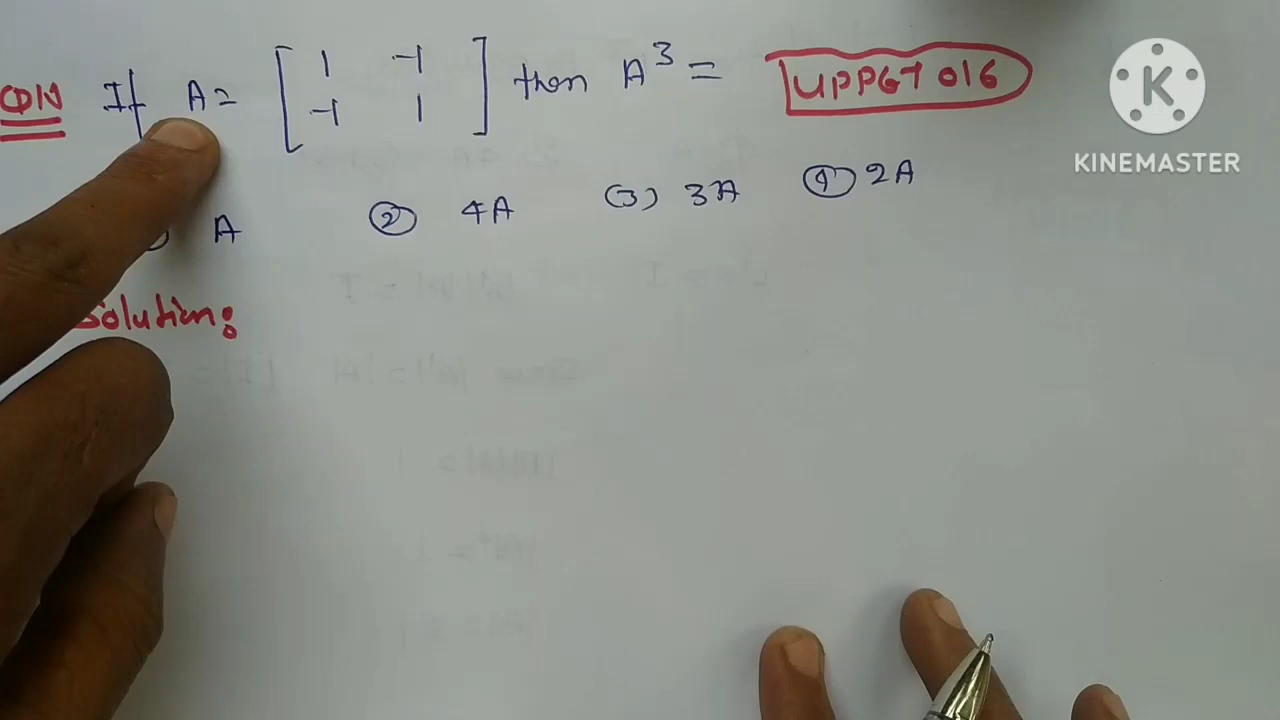 QN If A = [ 1 -1 ] then A³ = UPPGT 016
[ -1 1 ]
A ② 4A (3) 3A ④ 2A
Solution:
KINEMASTER